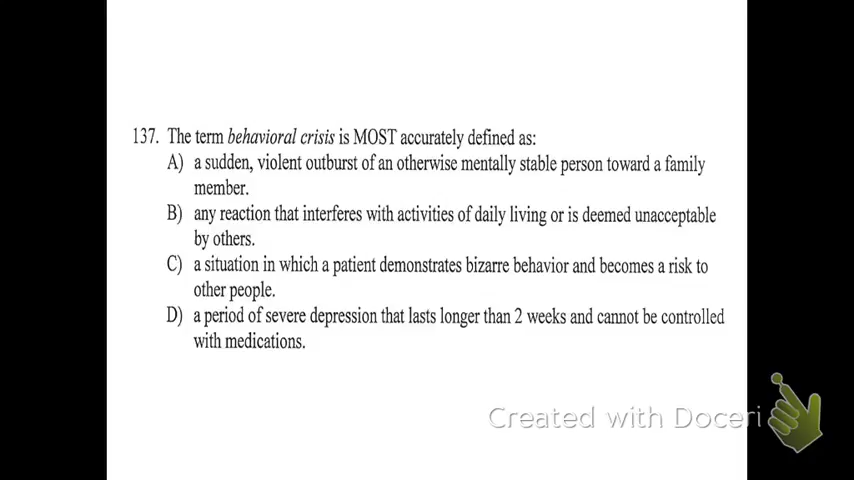 137. The term behavioral crisis is MOST accurately defined as:
A) a sudden, violent outburst of an otherwise mentally stable person toward a family
member.
B) any reaction that interferes with activities of daily living or is deemed unacceptable
by others.
C) a situation in which a patient demonstrates bizarre behavior and becomes a risk to
other people.
D) a period of severe depression that lasts longer than 2 weeks and cannot be controlled
with medications.
Created with Doceri